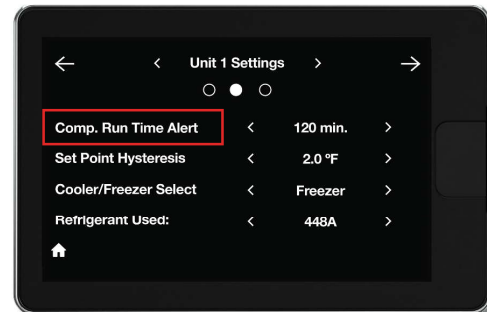 Unit 1 Settings
Comp. Run Time Alert 120 min.
Set Point Hysteresis 2.0 ºF
Cooler/Freezer Select Freezer
Refrigerant Used: 448A